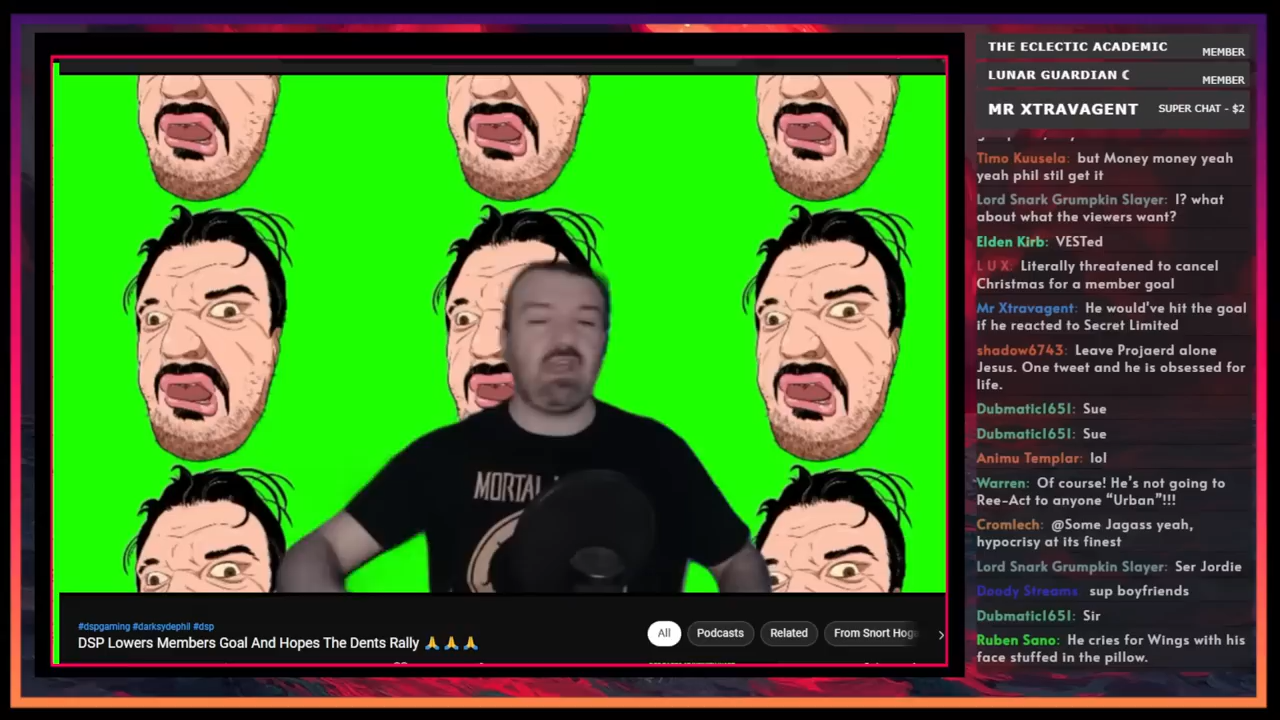 MORTAL
#dspgaming #darksydephil #dsp
DSP Lowers Members Goal And Hopes The Dents Rally 🙏 🙏 🙏
All
Podcasts
Related
From Snort Hogs
THE ECLECTIC ACADEMIC MEMBER
LUNAR GUARDIAN C MEMBER
MR XTRAVAGENT SUPER CHAT - $2
Timo Kuusela: but Money money yeah
yeah phil stil get it
Lord Snark Grumpkin Slayer: I? what
about what the viewers want?
Elden Kirb: VESTed
L U X: Literally threatened to cancel
Christmas for a member goal
Mr Xtravagent: He would've hit the goal
if he reacted to Secret Limited
shadow6743: Leave Projaerd alone
Jesus. One tweet and he is obsessed for
life.
Dubmatic1651: Sue
Dubmatic1651: Sue
Animu Templar: lol
Warren: Of course! He's not going to
Ree-Act to anyone “Urban”!!!
Cromlech: @Some Jagass yeah,
hypocrisy at its finest
Lord Snark Grumpkin Slayer: Ser Jordie
Doody Streams: sup boyfriends
Dubmatic1651: Sir
Ruben Sano: He cries for Wings with his
face stuffed in the pillow.